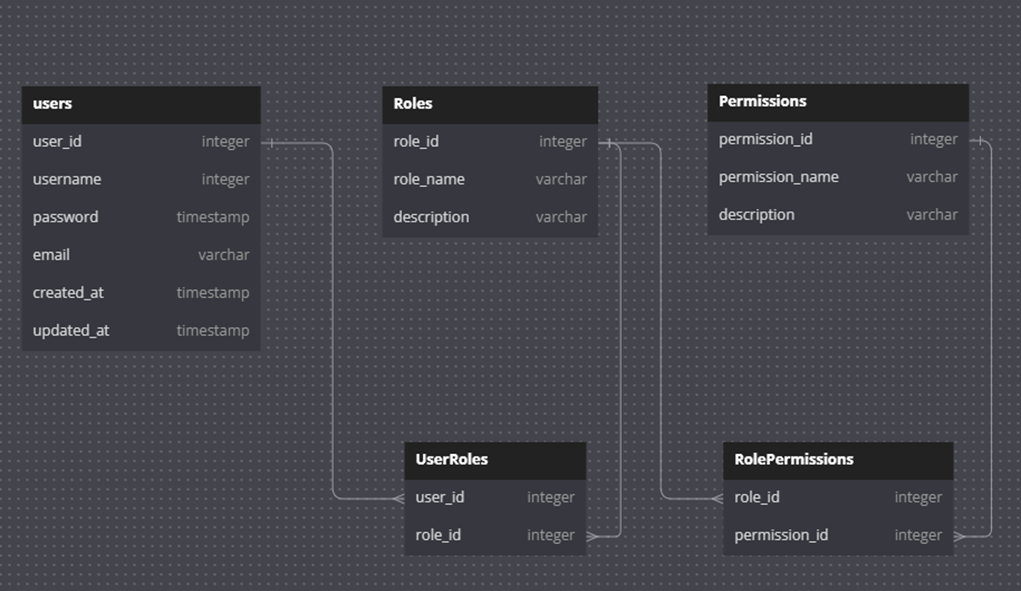 users
user_id integer
username integer
password timestamp
email varchar
created_at timestamp
updated_at timestamp
Roles
role_id integer
role_name varchar
description varchar
Permissions
permission_id integer
permission_name varchar
description varchar
UserRoles
user_id integer
role_id integer
RolePermissions
role_id integer
permission_id integer